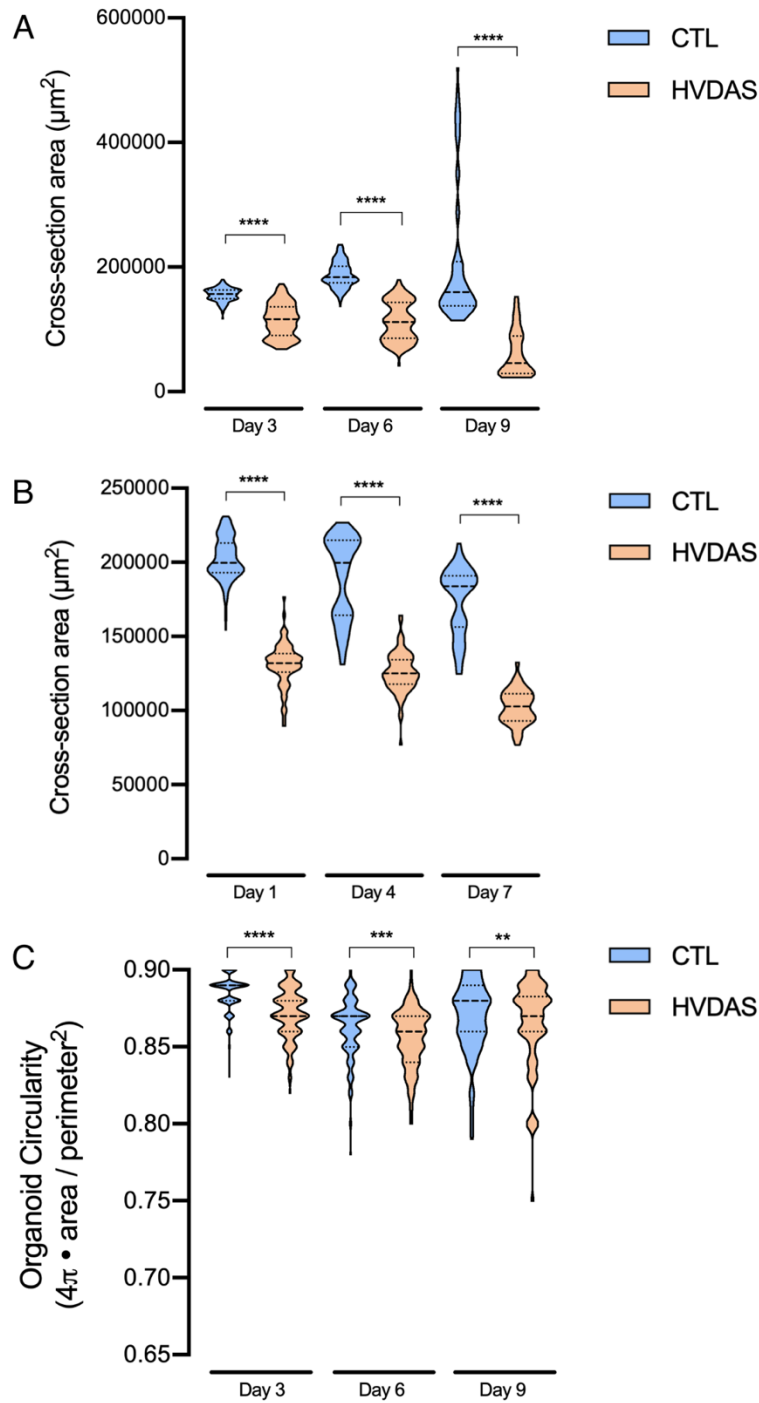 A
Cross-section area (µm²)
600000
400000
200000
0
****
****
****
CTL
HVDAS
Day 3
Day 6
Day 9
B
Cross-section area (µm²)
250000
200000
150000
100000
50000
0
****
****
****
CTL
HVDAS
Day 1
Day 4
Day 7
C
Organoid Circularity
(4π • area / perimeter²)
0.90
0.85
0.80
0.75
0.70
0.65
****
***
**
CTL
HVDAS
Day 3
Day 6
Day 9